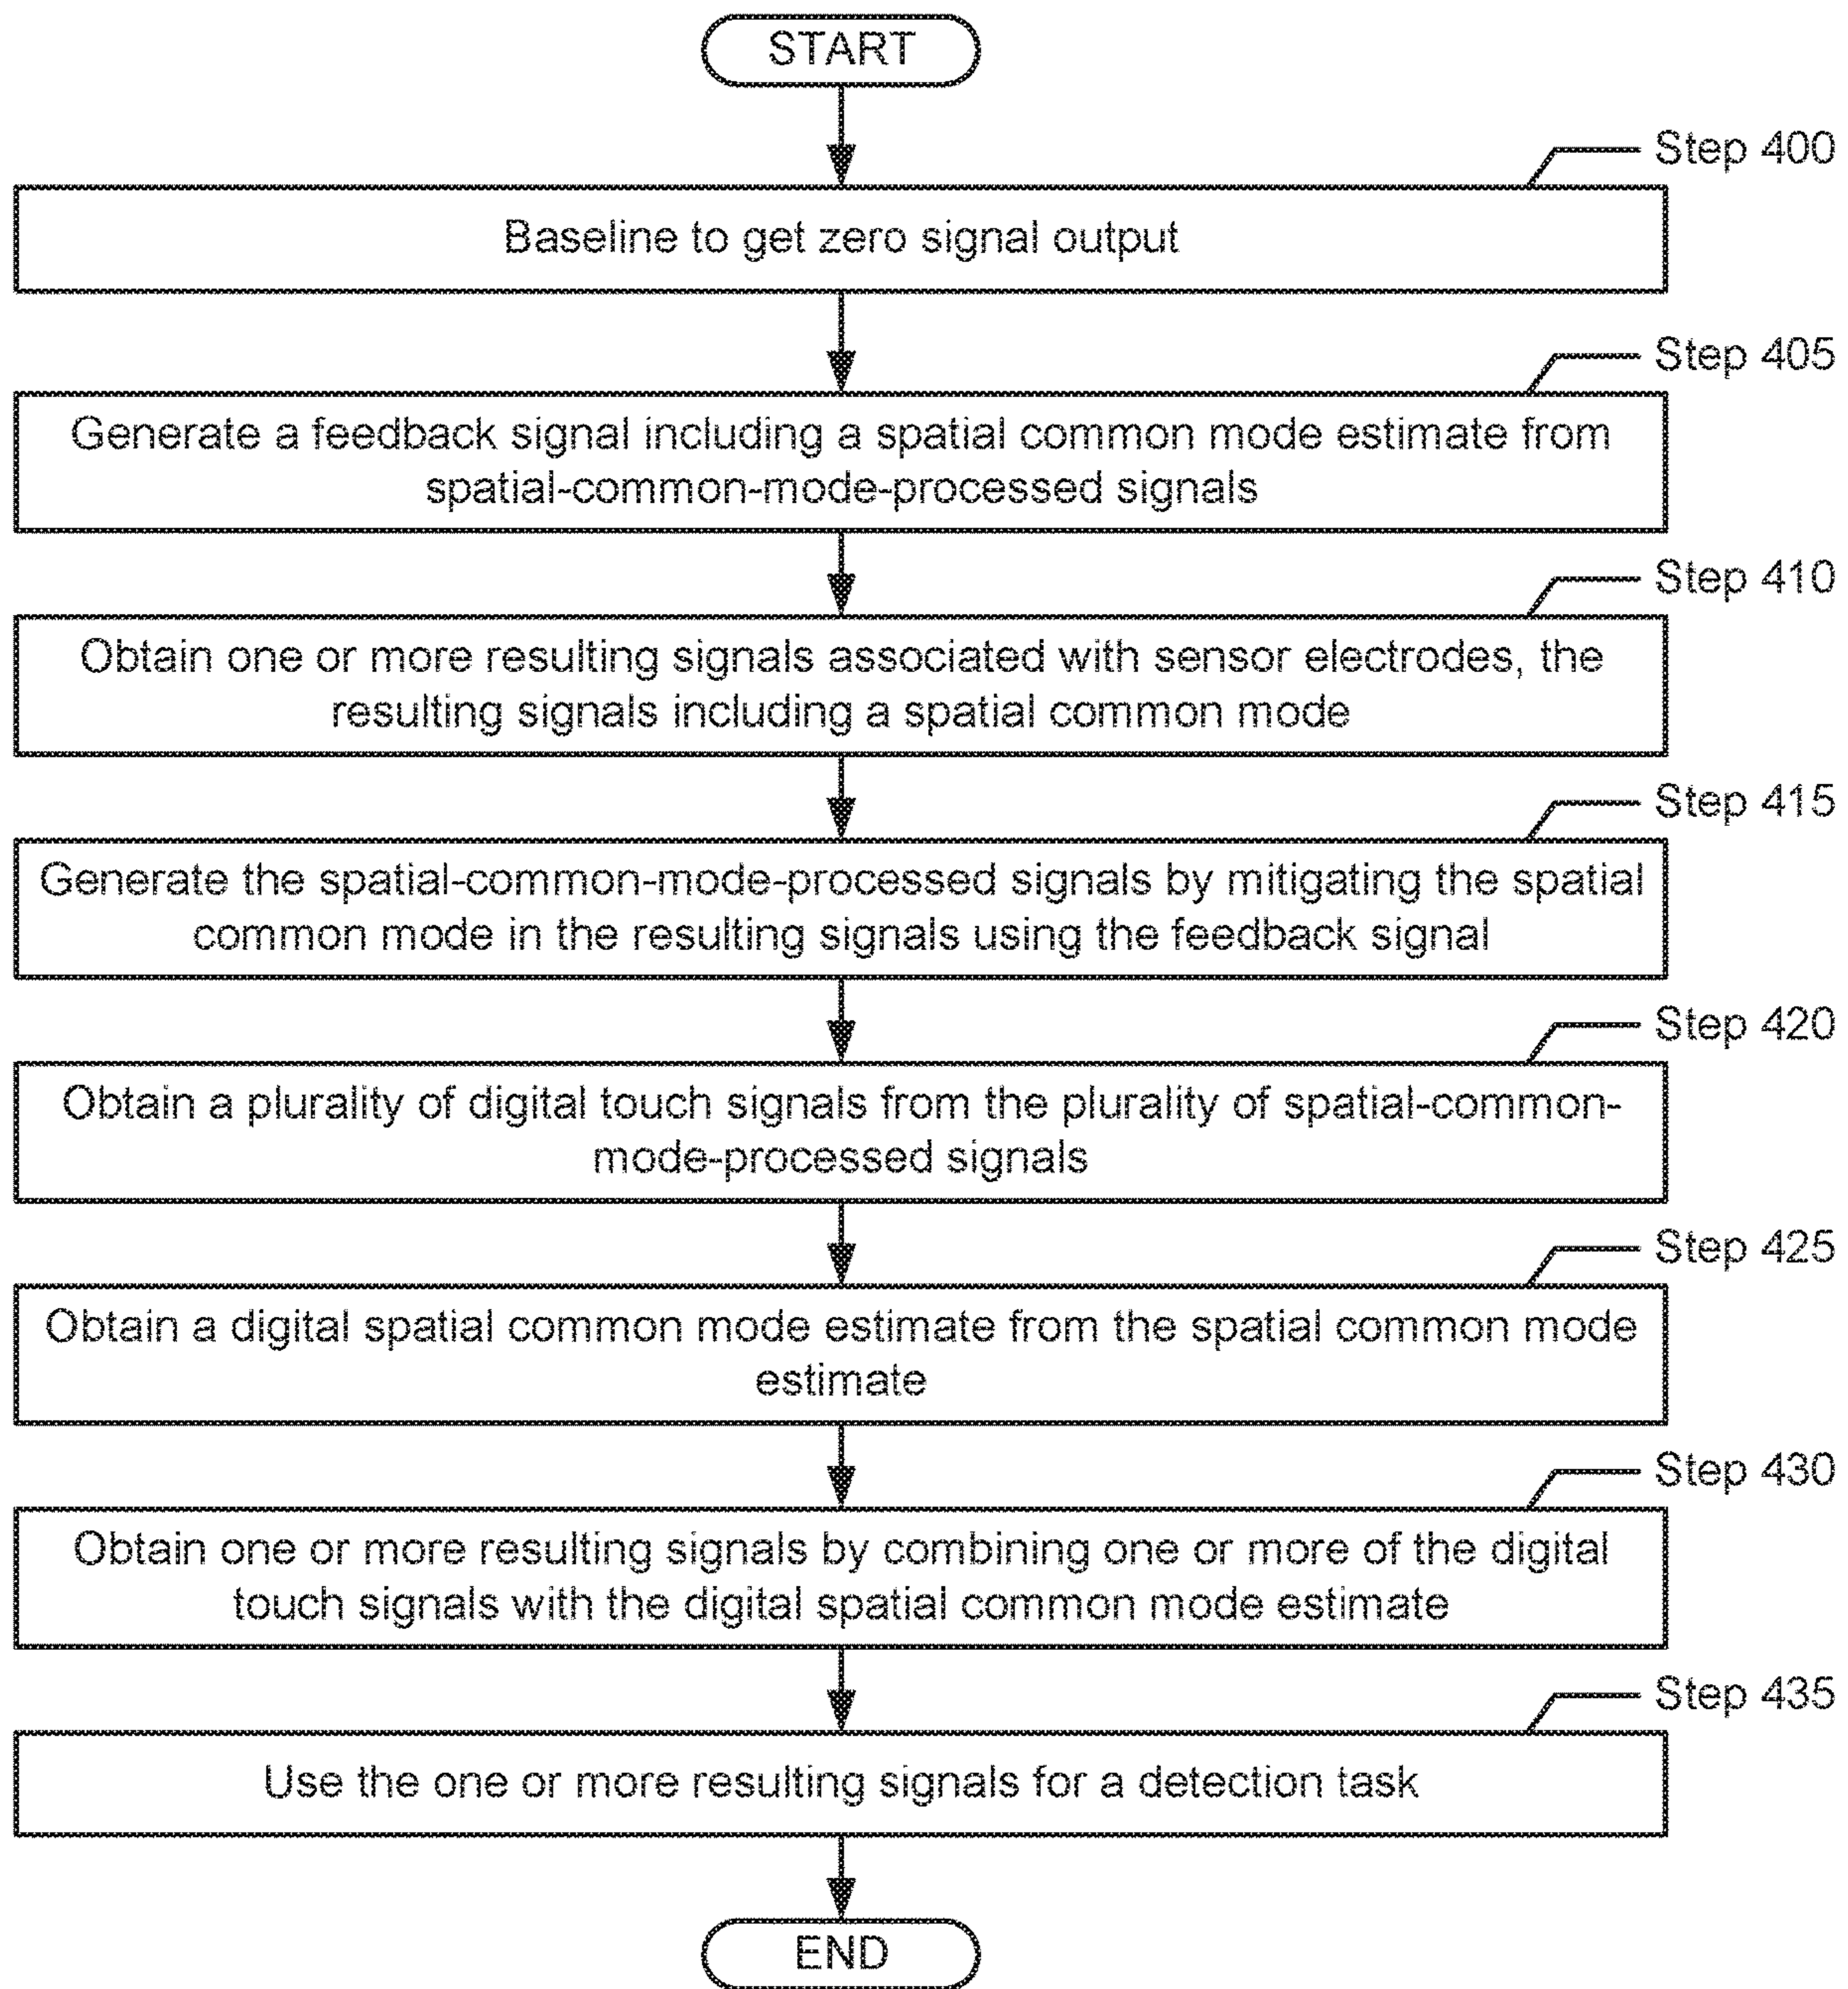 START
Step 400
Baseline to get zero signal output
Step 405
Generate a feedback signal including a spatial common mode estimate from
spatial-common-mode-processed signals
Step 410
Obtain one or more resulting signals associated with sensor electrodes, the
resulting signals including a spatial common mode
Step 415
Generate the spatial-common-mode-processed signals by mitigating the spatial
common mode in the resulting signals using the feedback signal
Step 420
Obtain a plurality of digital touch signals from the plurality of spatial-common-
mode-processed signals
Step 425
Obtain a digital spatial common mode estimate from the spatial common mode
estimate
Step 430
Obtain one or more resulting signals by combining one or more of the digital
touch signals with the digital spatial common mode estimate
Step 435
Use the one or more resulting signals for a detection task
END